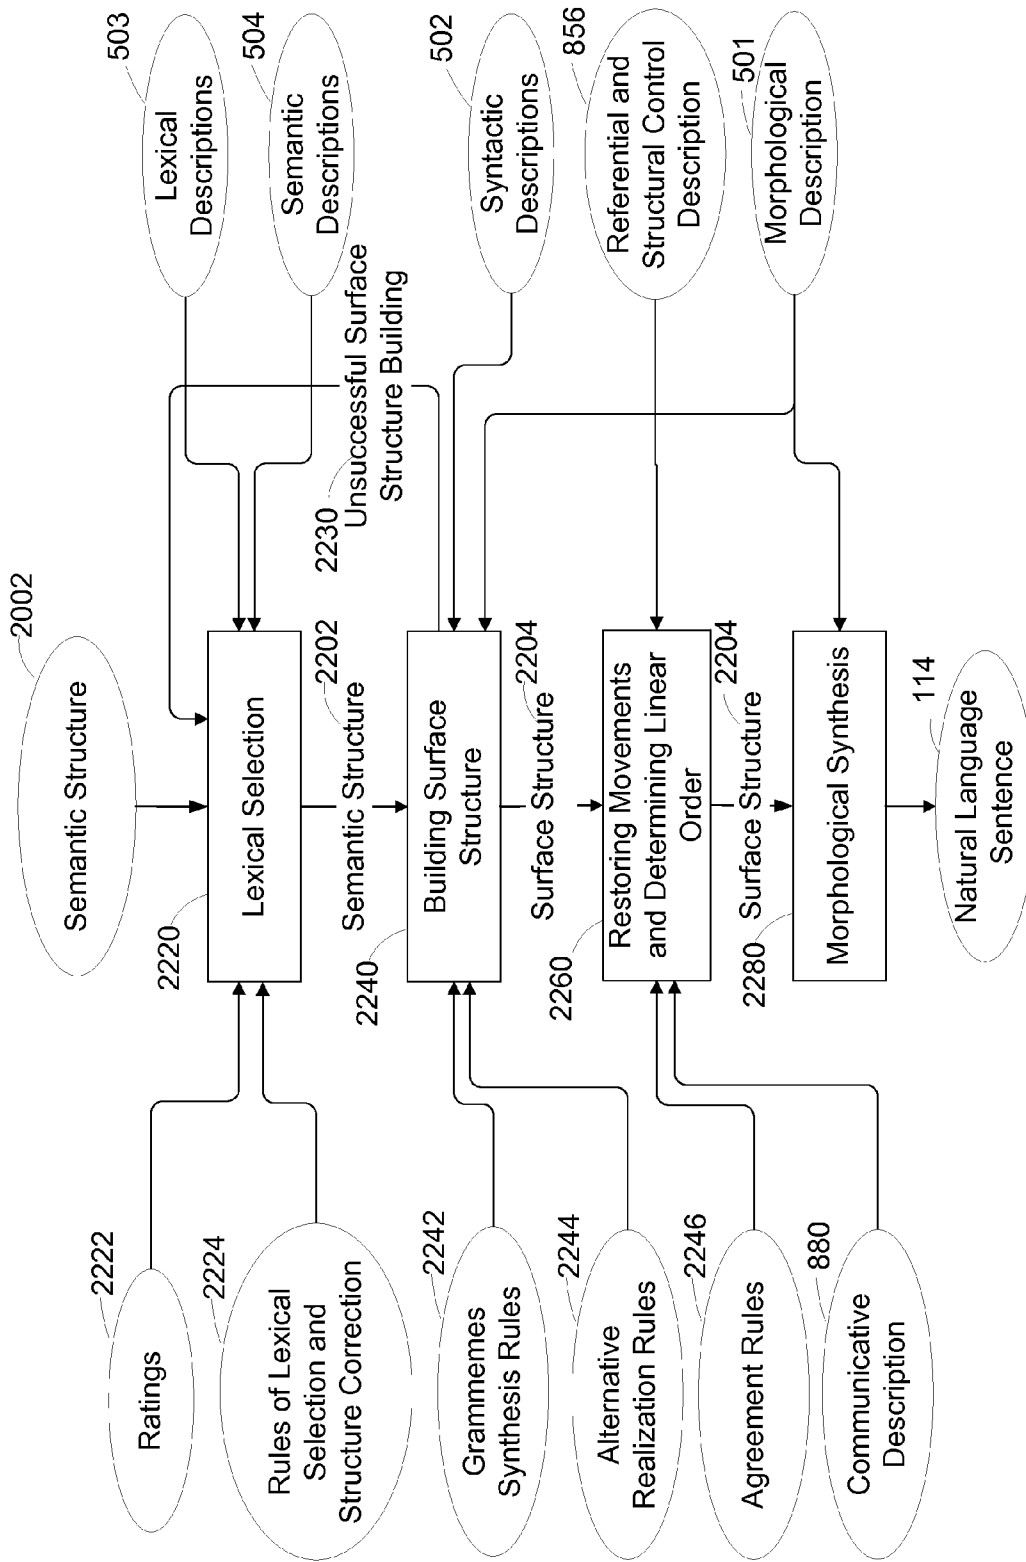 2002
Semantic Structure
2222
Ratings
2220
Lexical Selection
503
Lexical
Descriptions
2224
Rules of Lexical
Selection and
Structure Correction
504
Semantic
Descriptions
Semantic Structure
2202
2230
Unsuccessful Surface
Structure Building
2242
Grammemes
Synthesis Rules
2240
Building Surface
Structure
502
Syntactic
Descriptions
2244
Alternative
Realization Rules
Surface Structure
2204
2260
Restoring Movements
and Determining Linear
Order
856
Referential and
Structural Control
Description
2246
Agreement Rules
Surface Structure
2204
501
Morphological
Description
880
Communicative
Description
2280
Morphological Synthesis
114
Natural Language
Sentence